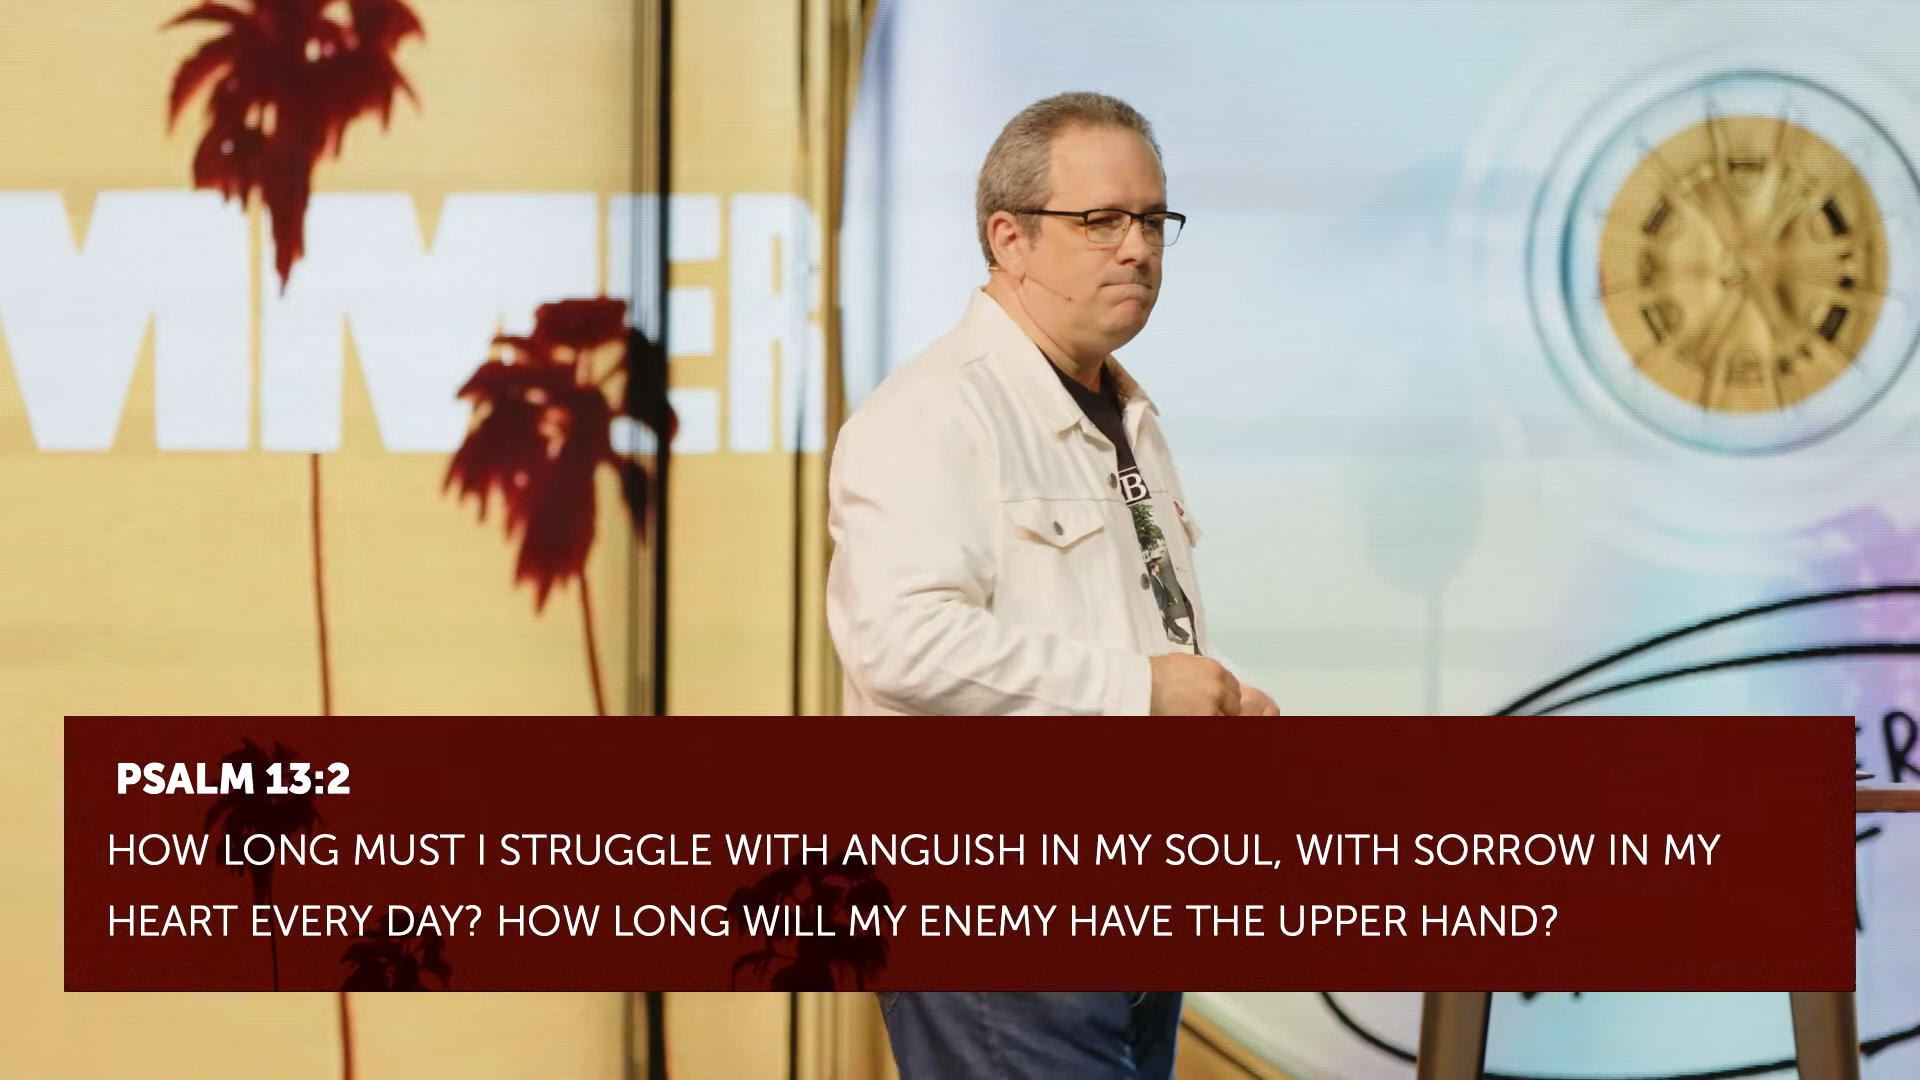 MMER
B
PSALM 13:2
HOW LONG MUST I STRUGGLE WITH ANGUISH IN MY SOUL, WITH SORROW IN MY
HEART EVERY DAY? HOW LONG WILL MY ENEMY HAVE THE UPPER HAND?